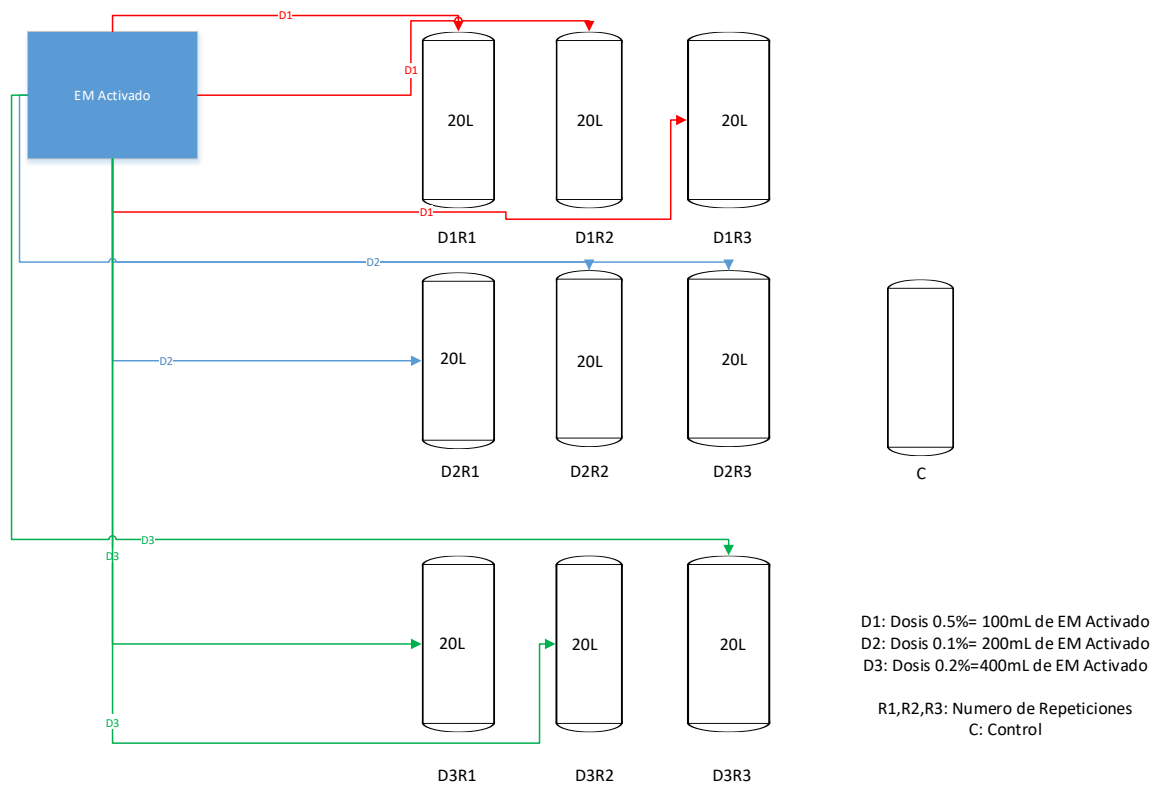 D1
EM Activado
D1
20L
20L
20L
D1
D1R1
D1R2
D1R3
D2
D2
20L
20L
20L
D2R1
D2R2
D2R3
C
D3
D3
20L
20L
20L
D3
D3R1
D3R2
D3R3
D1: Dosis 0.5%= 100mL de EM Activado
D2: Dosis 0.1%= 200mL de EM Activado
D3: Dosis 0.2%=400mL de EM Activado
R1,R2,R3: Numero de Repeticiones
C: Control